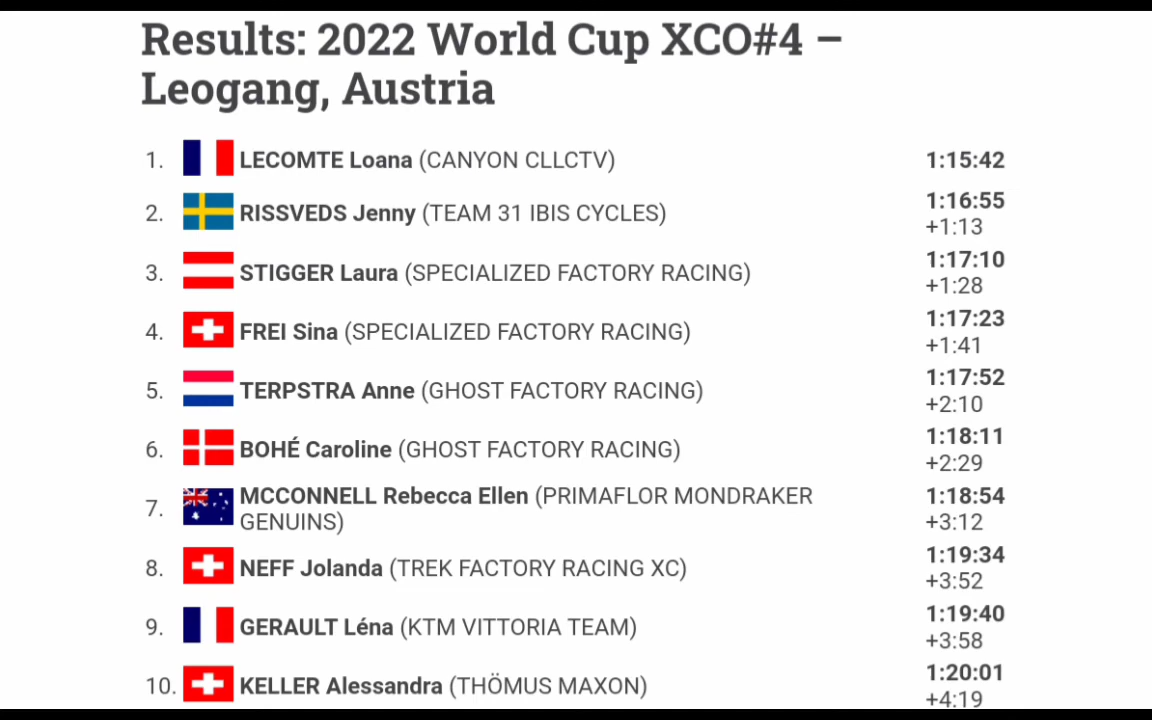 Results: 2022 World Cup XCO#4 –
Leogang, Austria
1. LECOMTE Loana (CANYON CLLCTV) 1:15:42
2. RISSVEDS Jenny (TEAM 31 IBIS CYCLES) 1:16:55
+1:13
3. STIGGER Laura (SPECIALIZED FACTORY RACING) 1:17:10
+1:28
4. FREI Sina (SPECIALIZED FACTORY RACING) 1:17:23
+1:41
5. TERPSTRA Anne (GHOST FACTORY RACING) 1:17:52
+2:10
6. BOHÉ Caroline (GHOST FACTORY RACING) 1:18:11
+2:29
7. MCCONNELL Rebecca Ellen (PRIMAFLOR MONDRAKER 1:18:54
GENUINS) +3:12
8. NEFF Jolanda (TREK FACTORY RACING XC) 1:19:34
+3:52
9. GERAULT Léna (KTM VITTORIA TEAM) 1:19:40
+3:58
10. KELLER Alessandra (THÖMUS MAXON) 1:20:01
+4:19